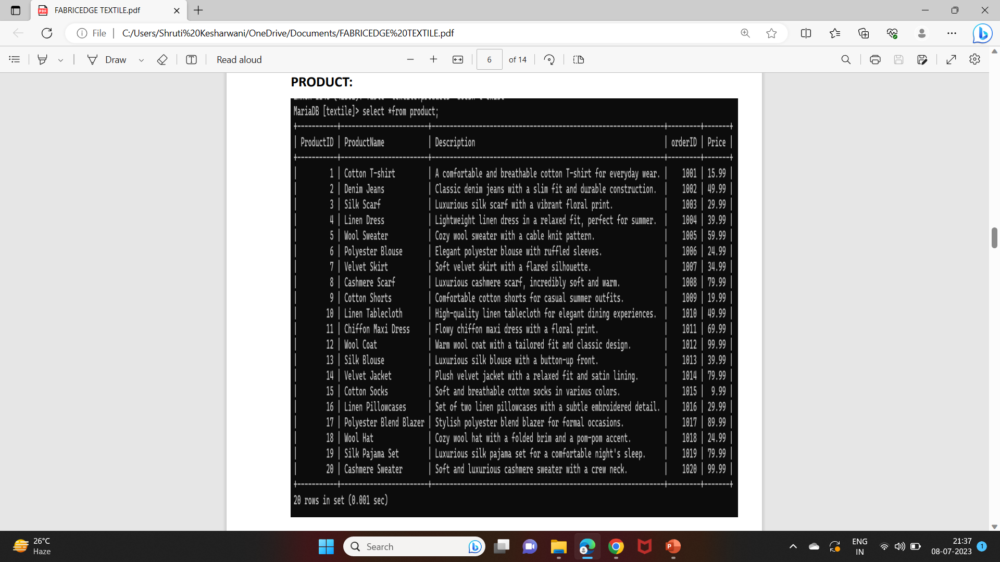 FABRICEDGE TEXTILE.pdf
File
C:/Users/Shruti%20Kesharwani/OneDrive/Documents/FABRICEDGE%20TEXTILE.pdf
Draw
Read aloud
6
of 14
PRODUCT:
MariaDB [textile]> select *from product;
| ProductID | ProductName | Description | orderID | Price |
| 1 | Cotton T-shirt | A comfortable and breathable cotton T-shirt for everyday wear. | 1001 | 15.99 |
| 2 | Denim Jeans | Classic denim jeans with a slim fit and durable construction. | 1002 | 49.99 |
| 3 | Silk Scarf | Luxurious silk scarf with a vibrant floral print. | 1003 | 29.99 |
| 4 | Linen Dress | Lightweight linen dress in a relaxed fit, perfect for summer. | 1004 | 39.99 |
| 5 | Wool Sweater | Cozy wool sweater with a cable knit pattern. | 1005 | 59.99 |
| 6 | Polyester Blouse | Elegant polyester blouse with ruffled sleeves. | 1006 | 24.99 |
| 7 | Velvet Skirt | Soft velvet skirt with a flared silhouette. | 1007 | 34.99 |
| 8 | Cashmere Scarf | Luxurious cashmere scarf, incredibly soft and warm. | 1008 | 79.99 |
| 9 | Cotton Shorts | Comfortable cotton shorts for casual summer outfits. | 1009 | 19.99 |
| 10 | Linen Tablecloth | High-quality linen tablecloth for elegant dining experiences. | 1010 | 49.99 |
| 11 | Chiffon Maxi Dress | Flowy chiffon maxi dress with a floral print. | 1011 | 69.99 |
| 12 | Wool Coat | Warm wool coat with a tailored fit and classic design. | 1012 | 99.99 |
| 13 | Silk Blouse | Luxurious silk blouse with a button-up front. | 1013 | 39.99 |
| 14 | Velvet Jacket | Plush velvet jacket with a relaxed fit and satin lining. | 1014 | 79.99 |
| 15 | Cotton Socks | Soft and breathable cotton socks in various colors. | 1015 | 9.99 |
| 16 | Linen Pillowcases | Set of two linen pillowcases with a subtle embroidered detail. | 1016 | 29.99 |
| 17 | Polyester Blend Blazer | Stylish polyester blend blazer for formal occasions. | 1017 | 89.99 |
| 18 | Wool Hat | Cozy wool hat with a folded brim and a pom-pom accent. | 1018 | 24.99 |
| 19 | Silk Pajama Set | Luxurious silk pajama set for a comfortable night's sleep. | 1019 | 79.99 |
| 20 | Cashmere Sweater | Soft and luxurious cashmere sweater with a crew neck. | 1020 | 99.99 |
20 rows in set (0.001 sec)
26°C
Haze
Search
ENG
IN
21:37
08-07-2023
1